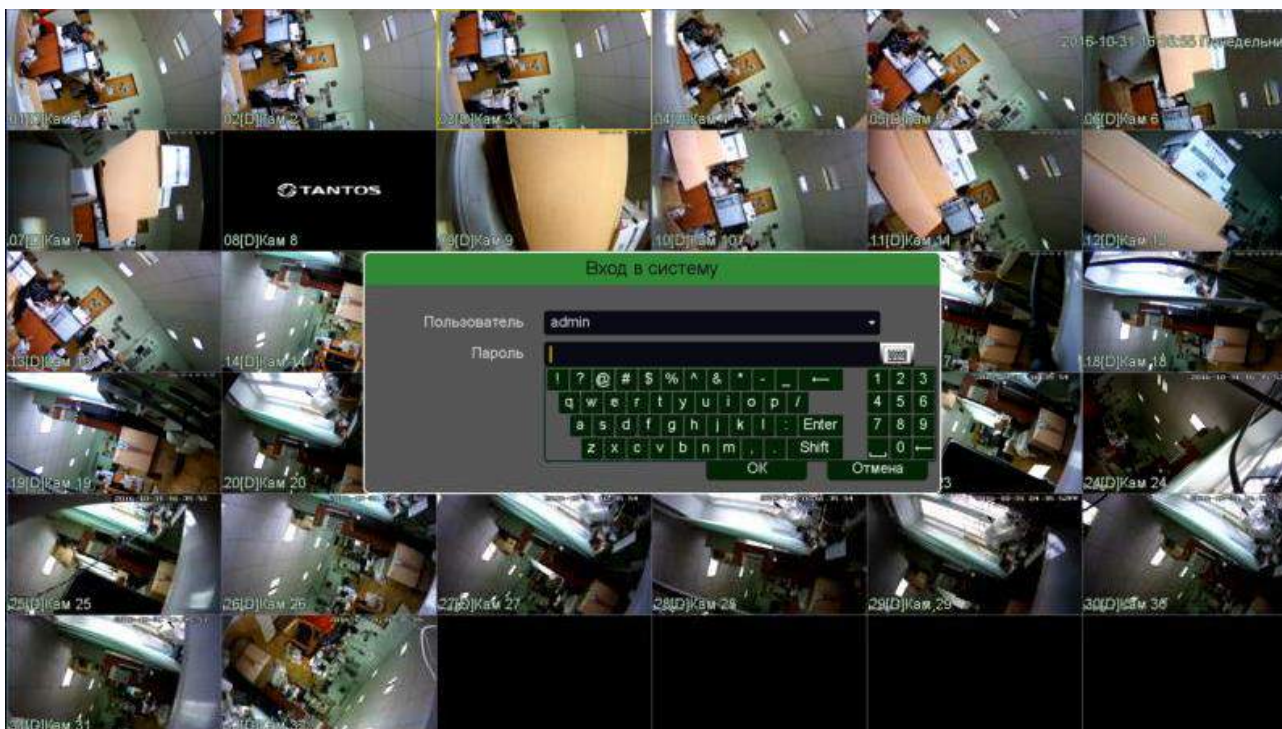 2016-10-31
01[D]Кам
02[D]Кам 2
Кам 3
05[D]Кам
06[D]Кам 6
07[D]Кам 7
TANTOS
08[D]Кам 8
09[D]Кам 9
10[D]Кам 10
11[D]Кам 11
12[D]Кам 12
Вход в систему
Пользователь admin
Пароль
! ? @ # $ % ^ & * - _ ← 1 2 3
q w e r t y u i o p / 4 5 6
a s d f g h j k l : Enter 7 8 9
z x c v b n m , . Shift 0 ←
OK Отмена
13[D]Кам
14[D]Кам 14
18[D]Кам 18
19[D]Кам 19
20[D]Кам 20
24[D]Кам 24
25[D]Кам 25
26[D]Кам 26
27[D]Кам 27
28[D]Кам 28
29[D]Кам 29
30[D]Кам 30
Кам 31